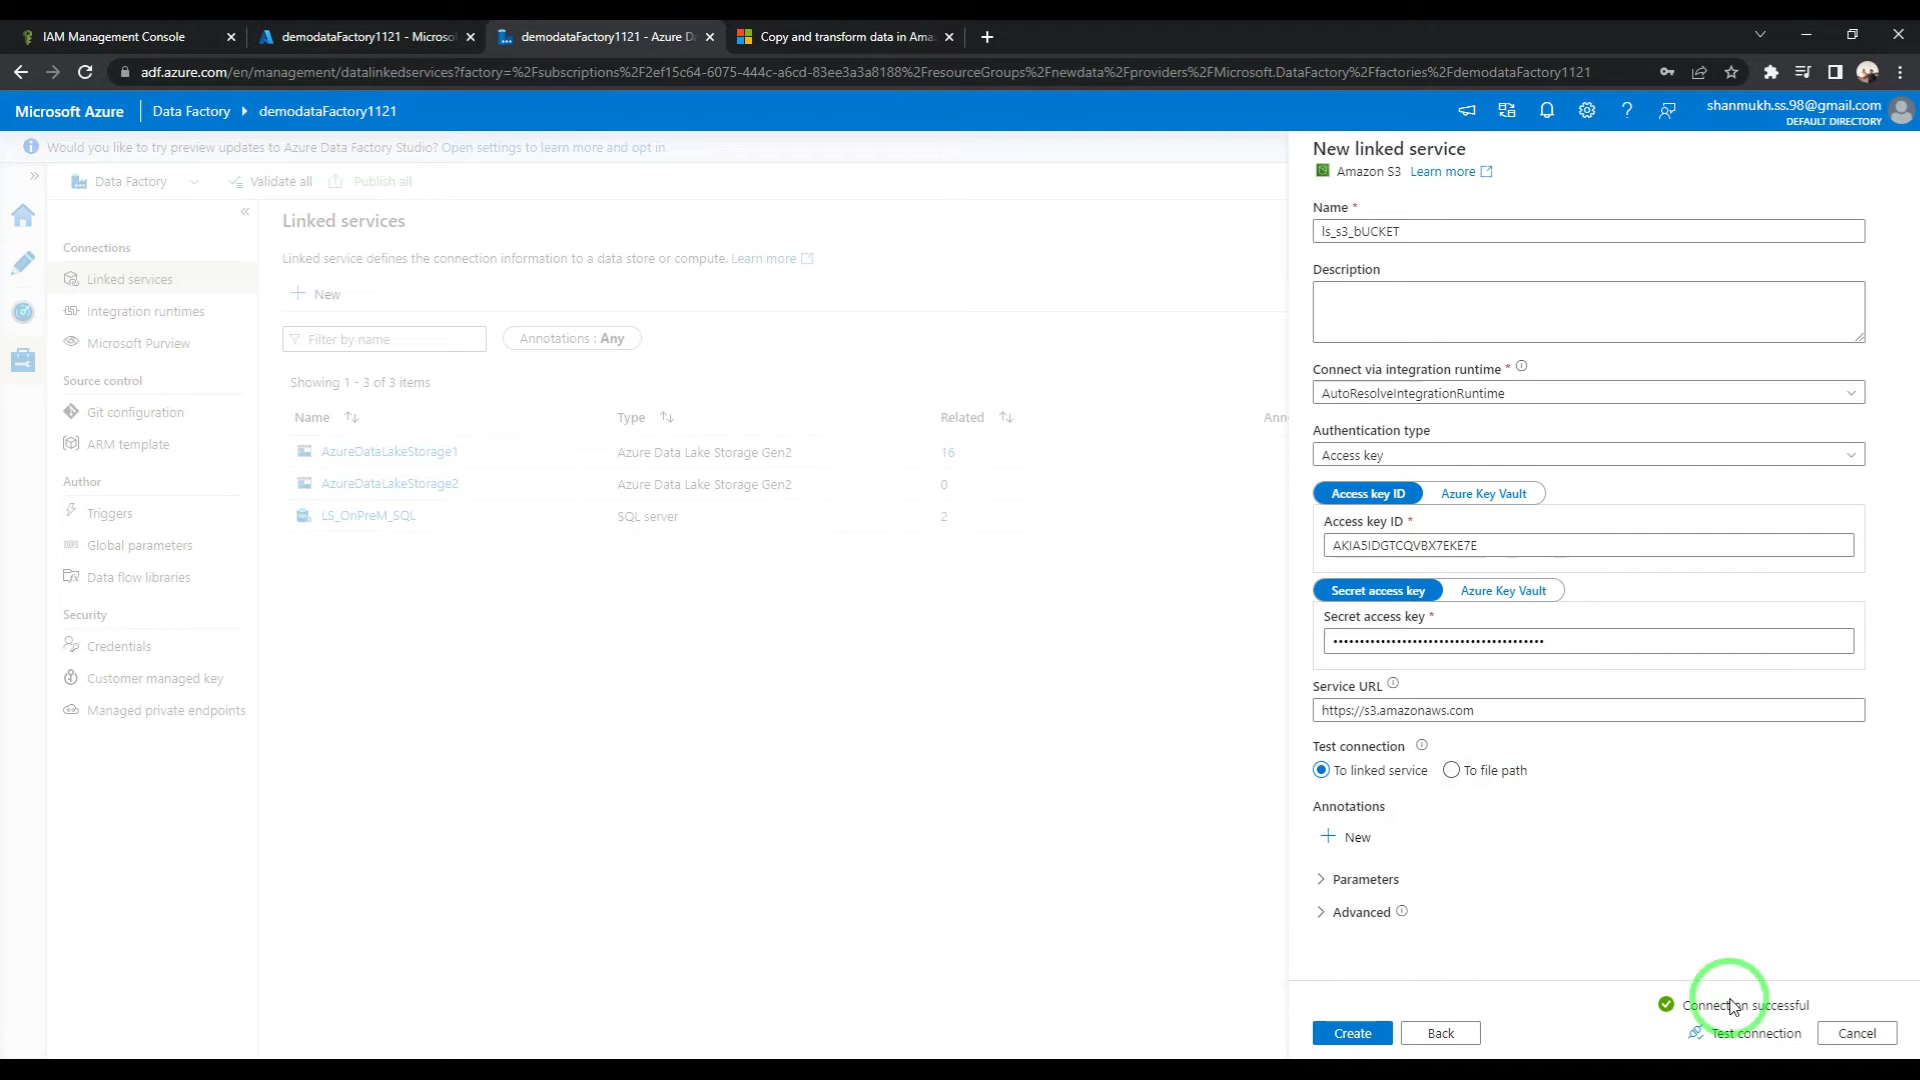 IAM Management Console
demodataFactory1121 - Microso
demodataFactory1121 - Azure Da
Copy and transform data in Ama
adf.azure.com/en/management/datalinkedservices?factory=%2Fsubscriptions%2F2ef15c64-6075-444c-a6cd-83ee3a3a8188%2FresourceGroups%2Fnewdata%2Fproviders%2FMicrosoft.DataFactory%2Ffactories%2FdemodataFactory1121
Microsoft Azure
Data Factory
demodataFactory1121
shanmukh.ss.98@gmail.com
DEFAULT DIRECTORY
Would you like to try preview updates to Azure Data Factory Studio? Open settings to learn more and opt in
Data Factory
Validate all
Publish all
Connections
Linked services
Integration runtimes
Microsoft Purview
Source control
Git configuration
ARM template
Author
Triggers
Global parameters
Data flow libraries
Security
Credentials
Customer managed key
Managed private endpoints
Linked services
Linked service defines the connection information to a data store or compute. Learn more
New
Filter by name
Annotations : Any
Showing 1 - 3 of 3 items
Name Type Related Ann
AzureDataLakeStorage1 Azure Data Lake Storage Gen2 16
AzureDataLakeStorage2 Azure Data Lake Storage Gen2 0
LS_OnPreM_SQL SQL server 2
New linked service
Amazon S3 Learn more
Name *
ls_s3_bUCKET
Description
Connect via integration runtime *
AutoResolveIntegrationRuntime
Authentication type
Access key
Access key ID Azure Key Vault
Access key ID *
AKIA5IDGTCQVBX7EKE7E
Secret access key Azure Key Vault
Secret access key *
Service URL
https://s3.amazonaws.com
Test connection
To linked service To file path
Annotations
New
Parameters
Advanced
Connection successful
Create Back Test connection Cancel